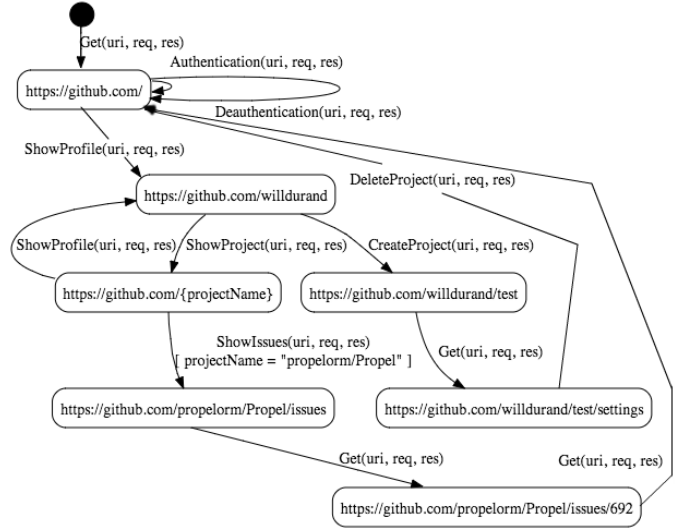 Get(uri, req, res)
Authentication(uri, req, res)
https://github.com/
Deauthentication(uri, req, res)
ShowProfile(uri, req, res)
DeleteProject(uri, req, res)
https://github.com/willdurand
ShowProfile(uri, req, res)
ShowProject(uri, req, res)
CreateProject(uri, req, res)
https://github.com/{projectName}
https://github.com/willdurand/test
ShowIssues(uri, req, res)
[ projectName = "propelorm/Propel" ]
Get(uri, req, res)
https://github.com/propelorm/Propel/issues
https://github.com/willdurand/test/settings
Get(uri, req, res)
Get(uri, req, res)
https://github.com/propelorm/Propel/issues/692